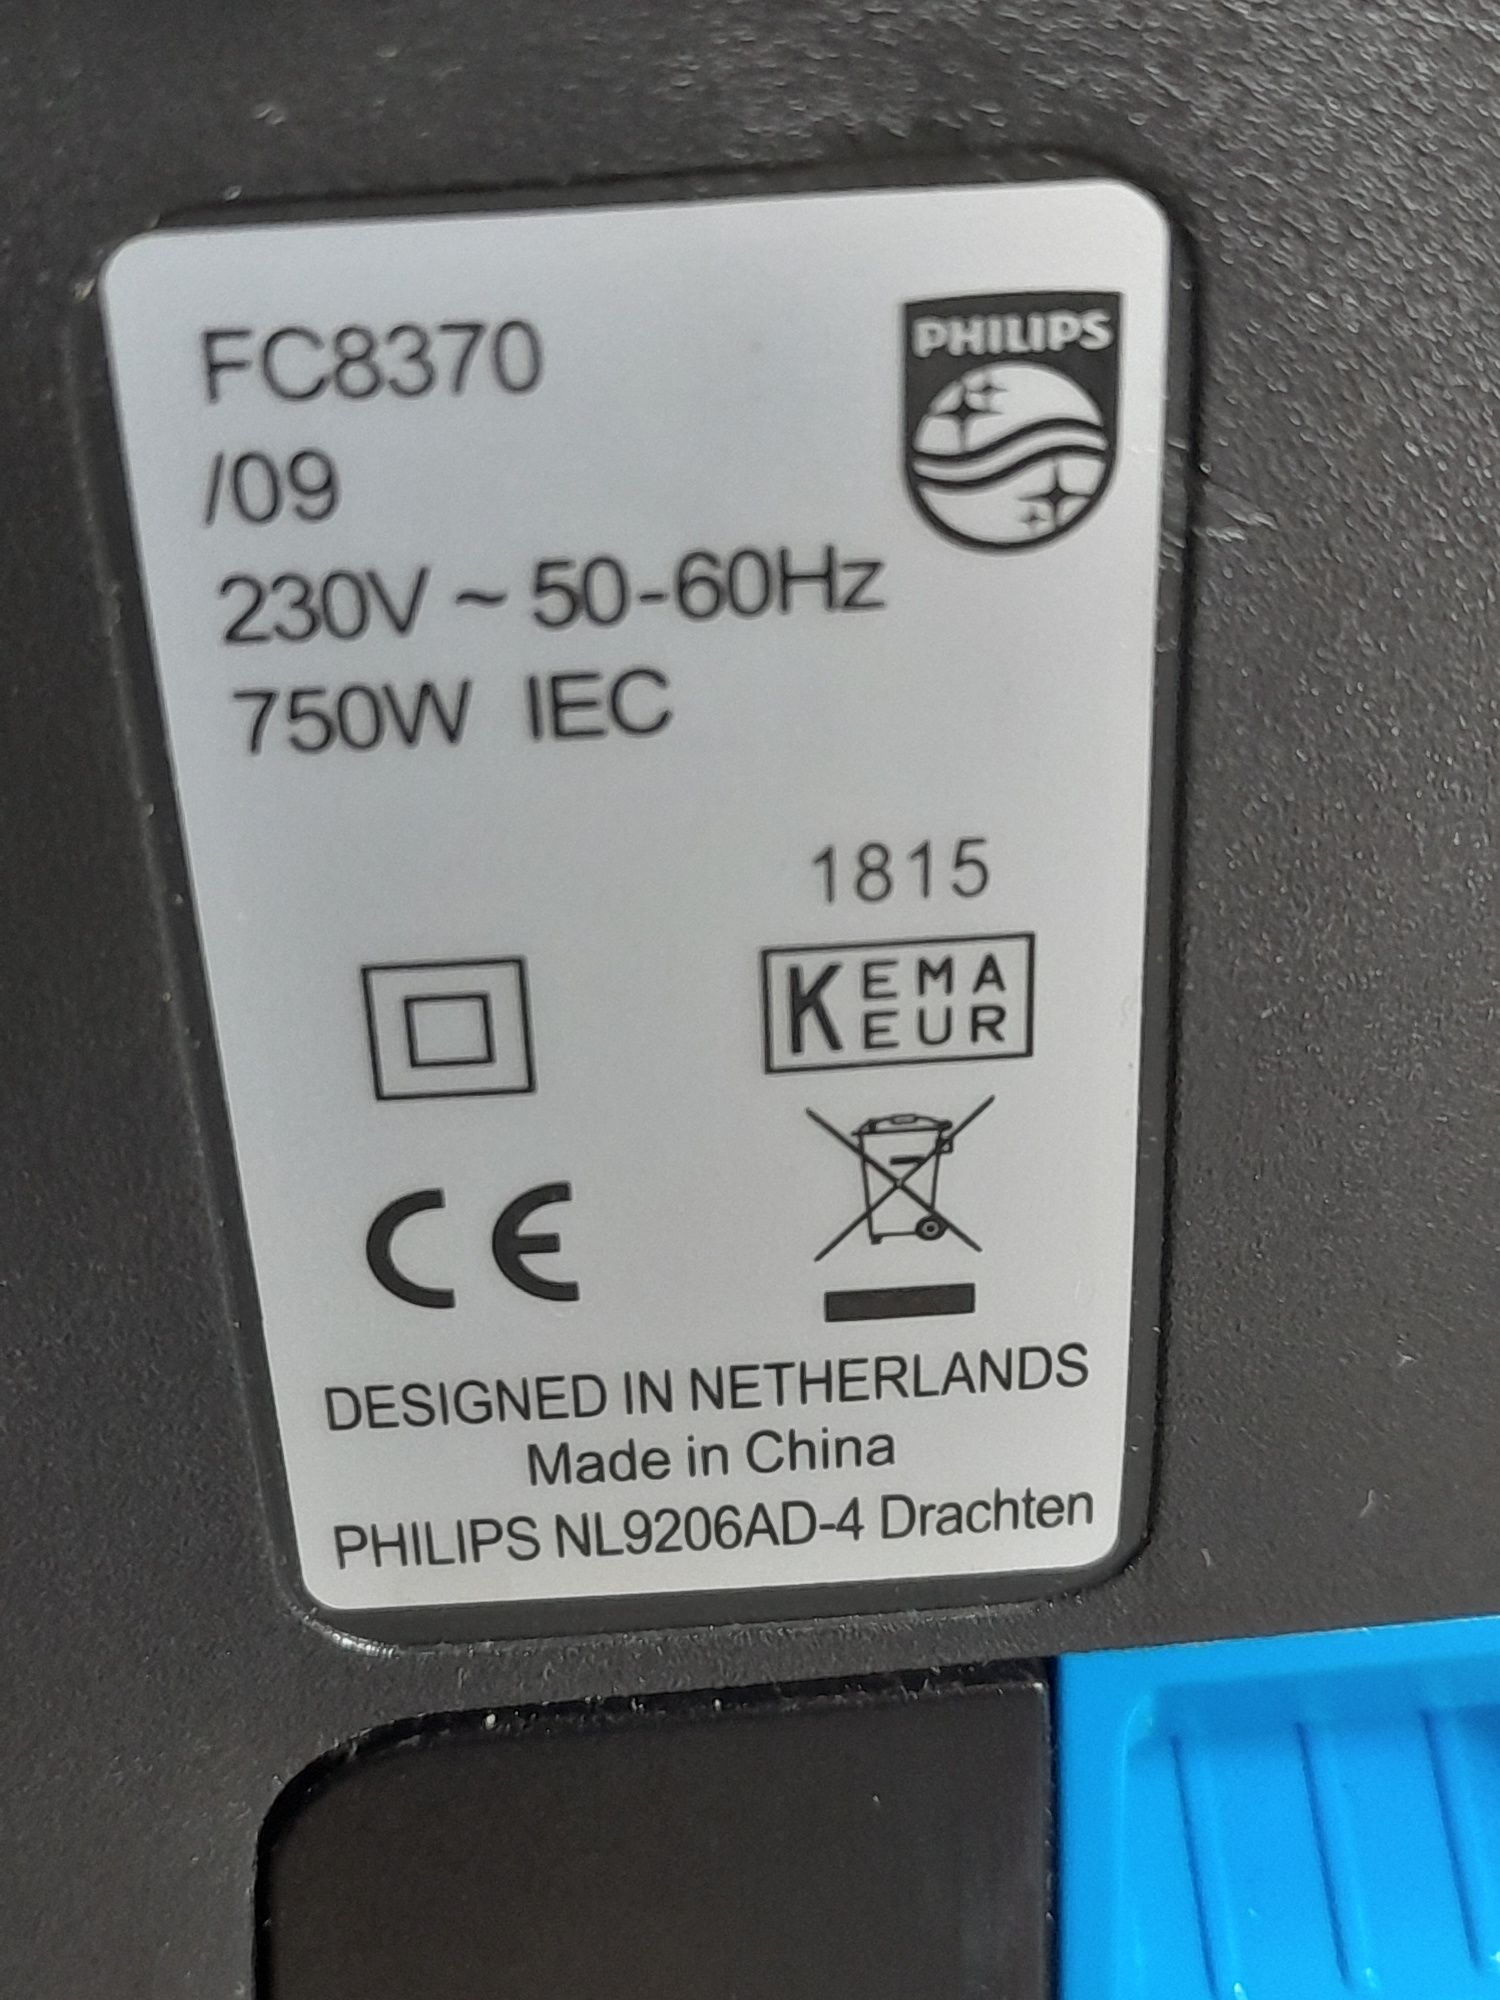 FC8370
PHILIPS
/09
230V ~ 50-60Hz
750W IEC
1815
KEMA
KEUR
CE
DESIGNED IN NETHERLANDS
Made in China
PHILIPS NL9206AD-4 Drachten